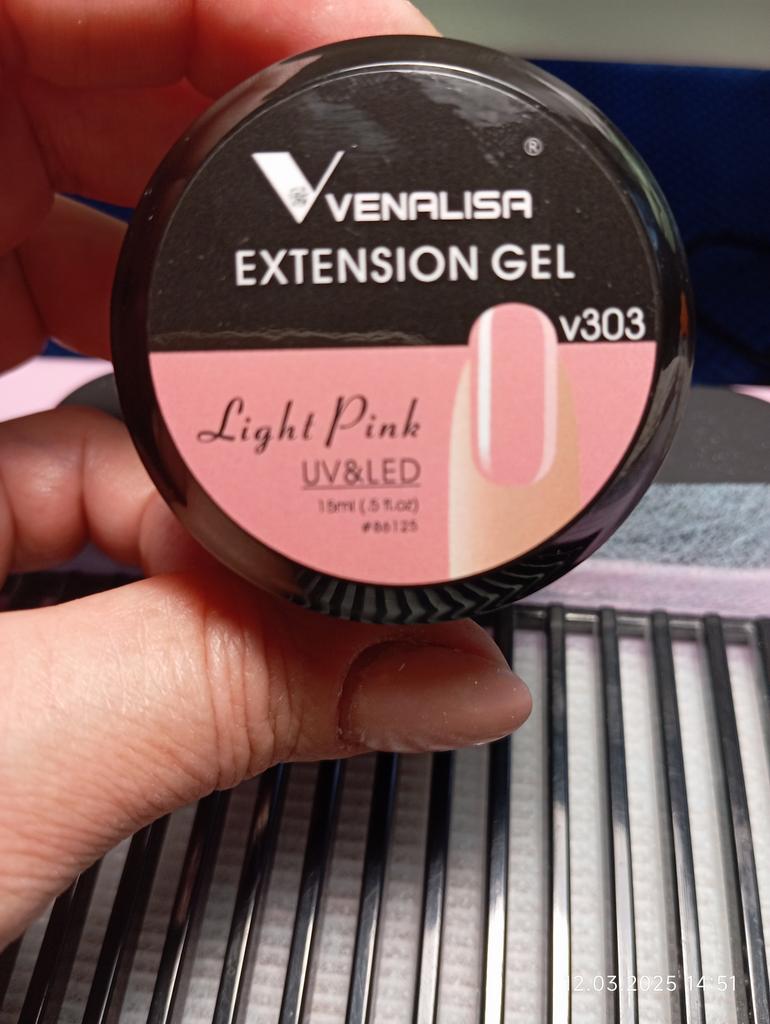 ®
VENALISA
EXTENSION GEL
v303
Light Pink
UV&LED
15ml (.5 fl.oz)
#86125
12.03.2025 14:51